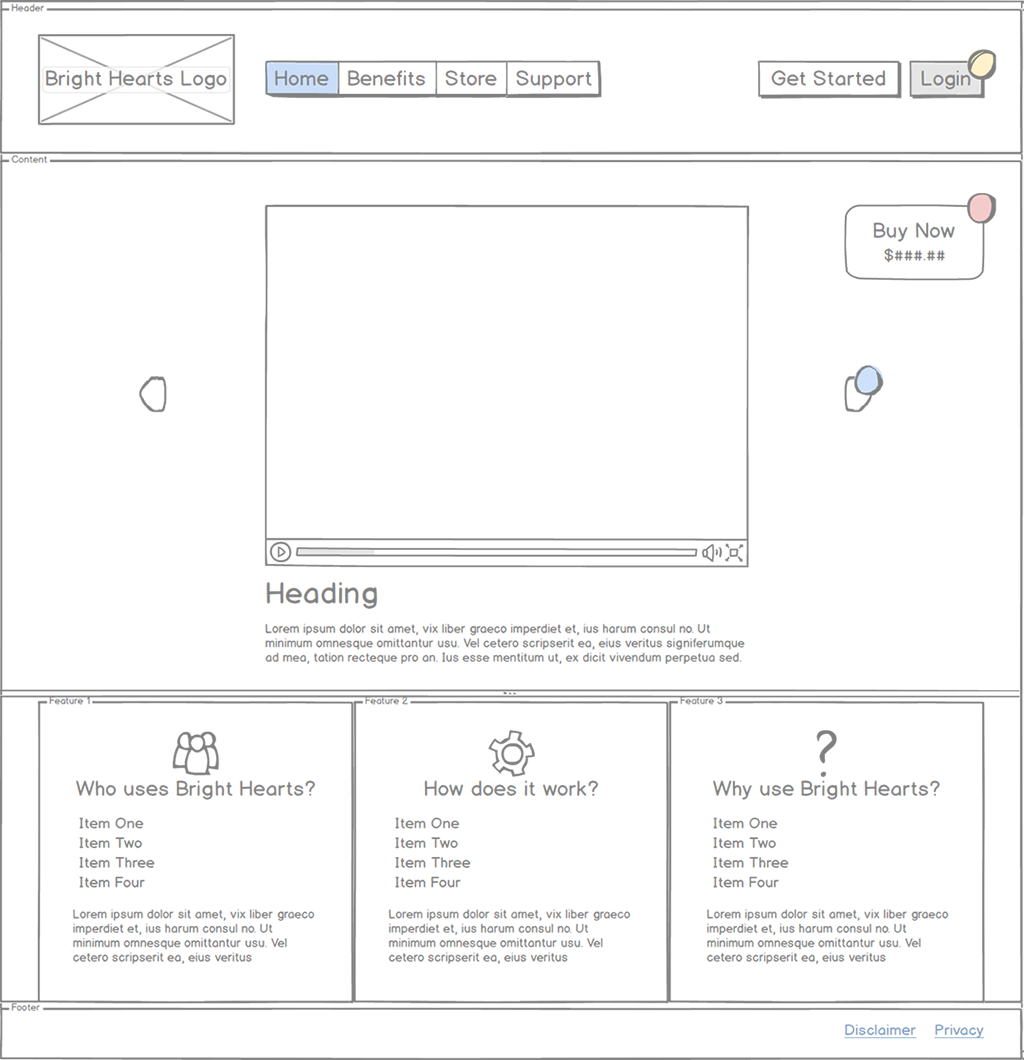 Header
Bright Hearts Logo
Home Benefits Store Support
Get Started Login
Content
Buy Now
$###.##
Heading
Lorem ipsum dolor sit amet, vix liber graeco imperdiet et, ius harum consul no. Ut
minimum omnesque omittantur usu. Vel cetero scripserit ea, eius veritus signiferumque
ad mea, tation recteque pro an. Ius esse mentitum ut, ex dicit vivendum perpetua sed.
Feature 1
Who uses Bright Hearts?
Item One
Item Two
Item Three
Item Four
Lorem ipsum dolor sit amet, vix liber graeco
imperdiet et, ius harum consul no. Ut
minimum omnesque omittantur usu. Vel
cetero scripserit ea, eius veritus
Feature 2
How does it work?
Item One
Item Two
Item Three
Item Four
Lorem ipsum dolor sit amet, vix liber graeco
imperdiet et, ius harum consul no. Ut
minimum omnesque omittantur usu. Vel
cetero scripserit ea, eius veritus
Feature 3
?
Why use Bright Hearts?
Item One
Item Two
Item Three
Item Four
Lorem ipsum dolor sit amet, vix liber graeco
imperdiet et, ius harum consul no. Ut
minimum omnesque omittantur usu. Vel
cetero scripserit ea, eius veritus
Footer
Disclaimer Privacy